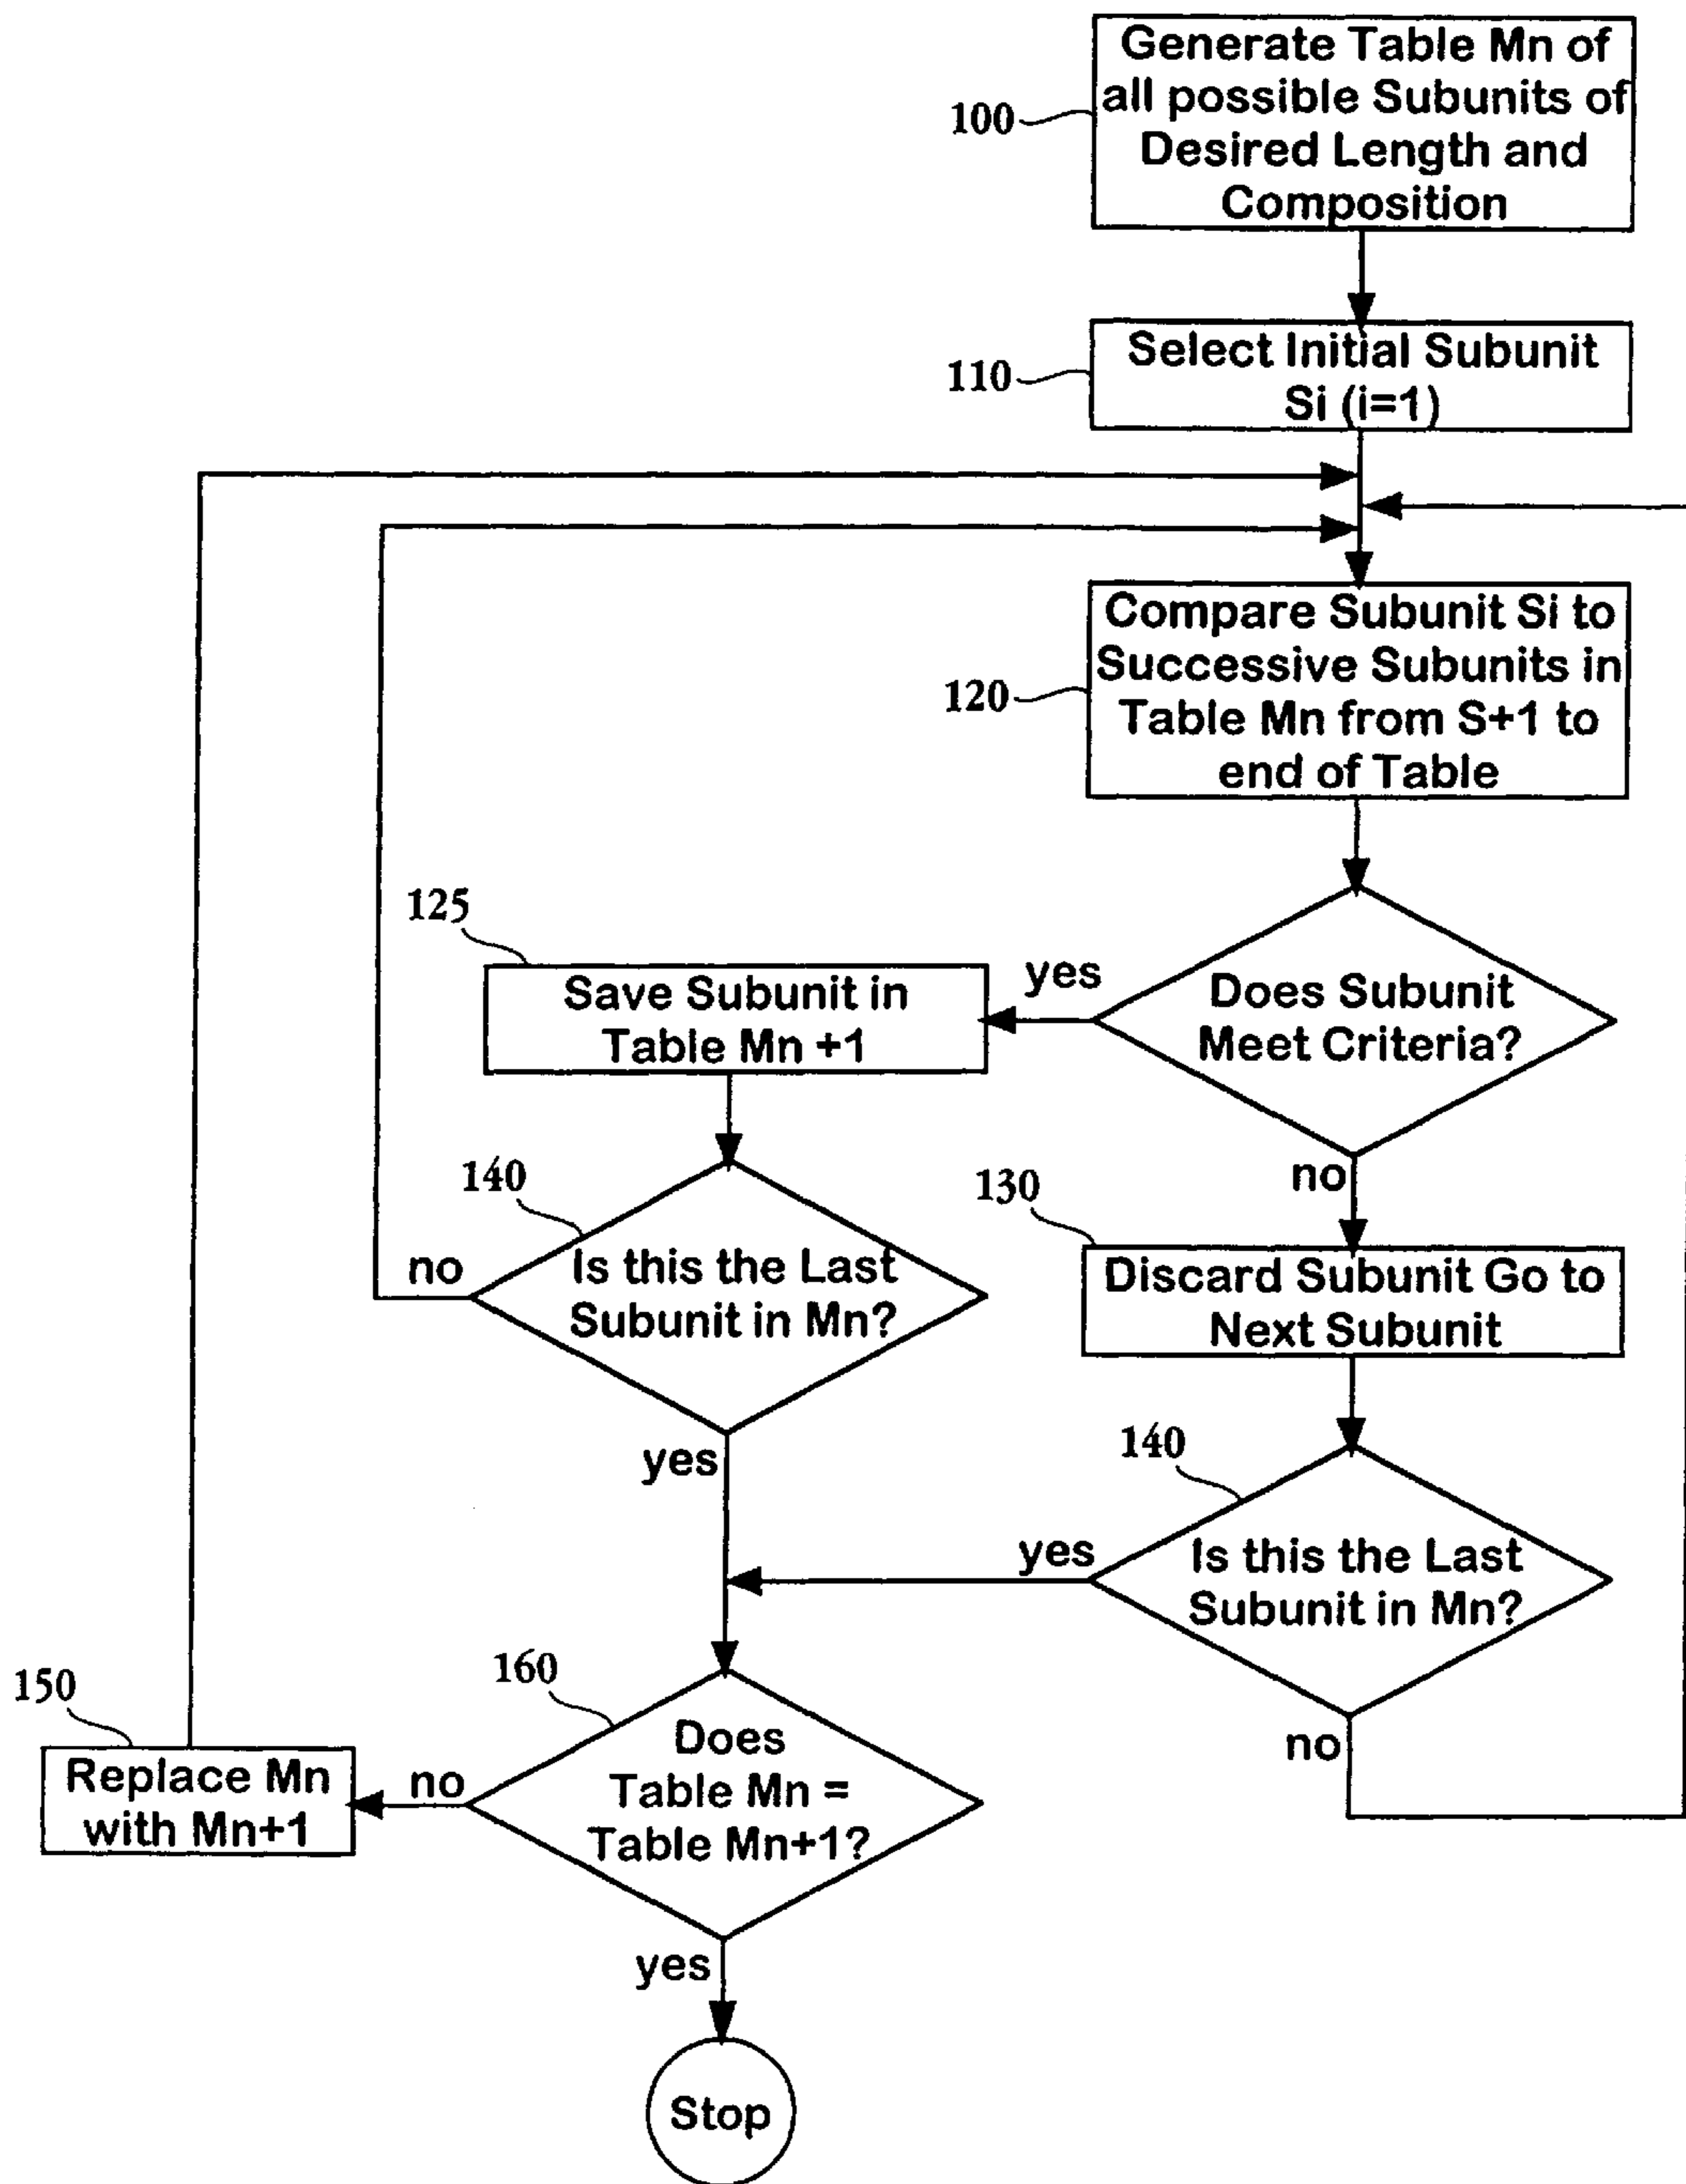 Generate Table Mn of
all possible Subunits of
Desired Length and
Composition
100
Select Initial Subunit
Si (i=1)
110
Compare Subunit Si to
Successive Subunits in
Table Mn from S+1 to
end of Table
120
Does Subunit
Meet Criteria?
yes
no
125
Save Subunit in
Table Mn +1
140
Is this the Last
Subunit in Mn?
no
yes
130
Discard Subunit Go to
Next Subunit
140
Is this the Last
Subunit in Mn?
yes
no
160
Does
Table Mn =
Table Mn+1?
no
yes
150
Replace Mn
with Mn+1
Stop